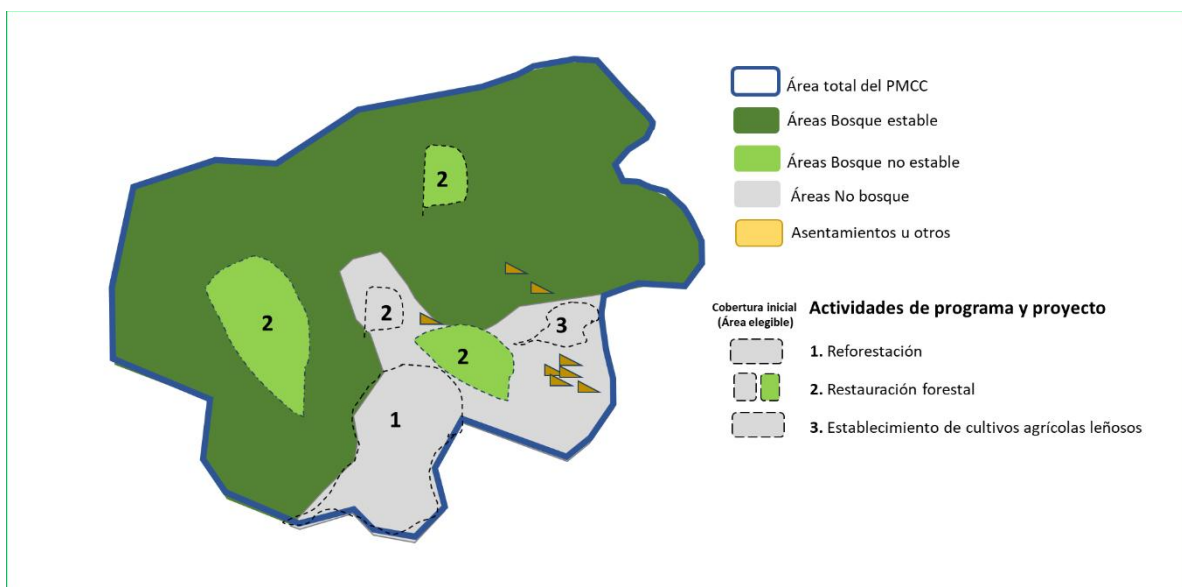 Área total del PMCC
Áreas Bosque estable
Áreas Bosque no estable
Áreas No bosque
Asentamientos u otros
Cobertura inicial
(Área elegible)
Actividades de programa y proyecto
1. Reforestación
2. Restauración forestal
3. Establecimiento de cultivos agrícolas leñosos
2
2
2
3
2
1